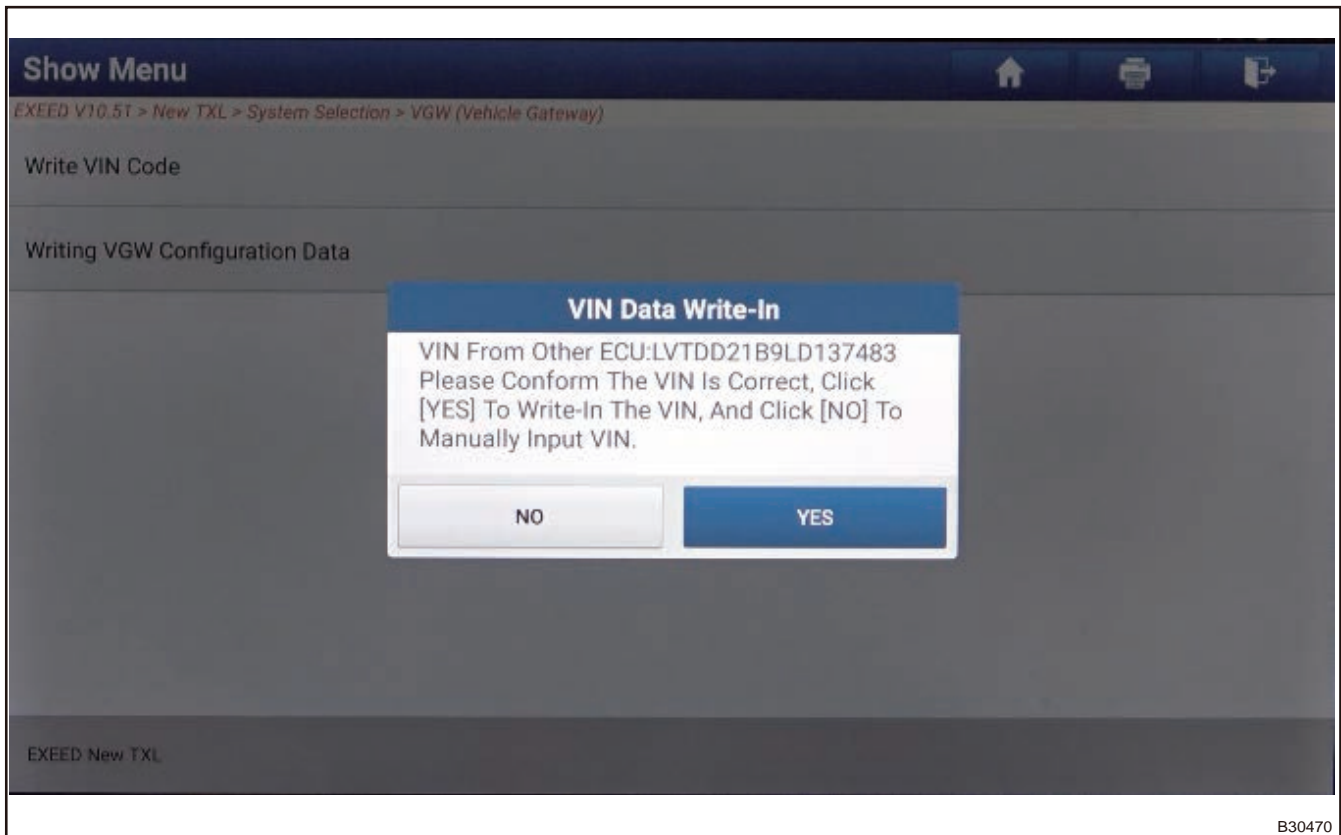 Show Menu
EXEED V10.51 > New TXL > System Selection > VGW (Vehicle Gateway)
Write VIN Code
Writing VGW Configuration Data
VIN Data Write-In
VIN From Other ECU:LVTDD21B9LD137483
Please Conform The VIN Is Correct, Click
[YES] To Write-In The VIN, And Click [NO] To
Manually Input VIN.
NO
YES
EXEED New TXL
B30470